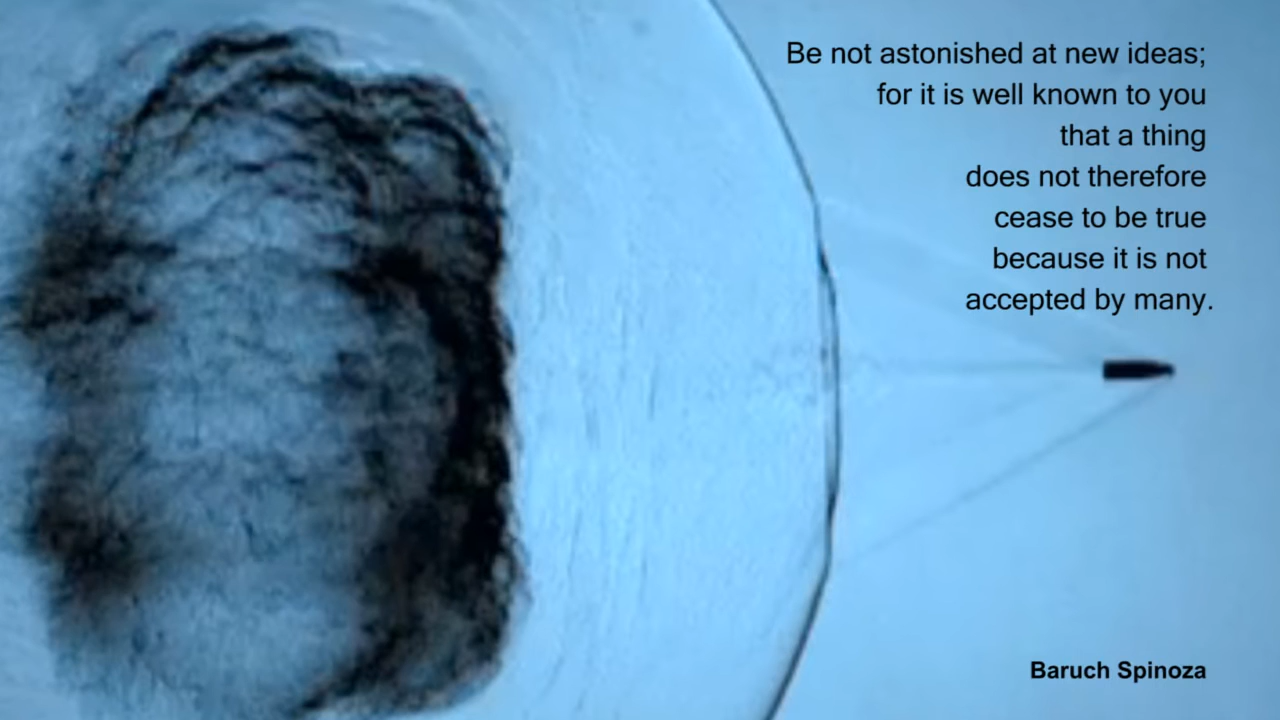 Be not astonished at new ideas;
for it is well known to you
that a thing
does not therefore
cease to be true
because it is not
accepted by many.
Baruch Spinoza